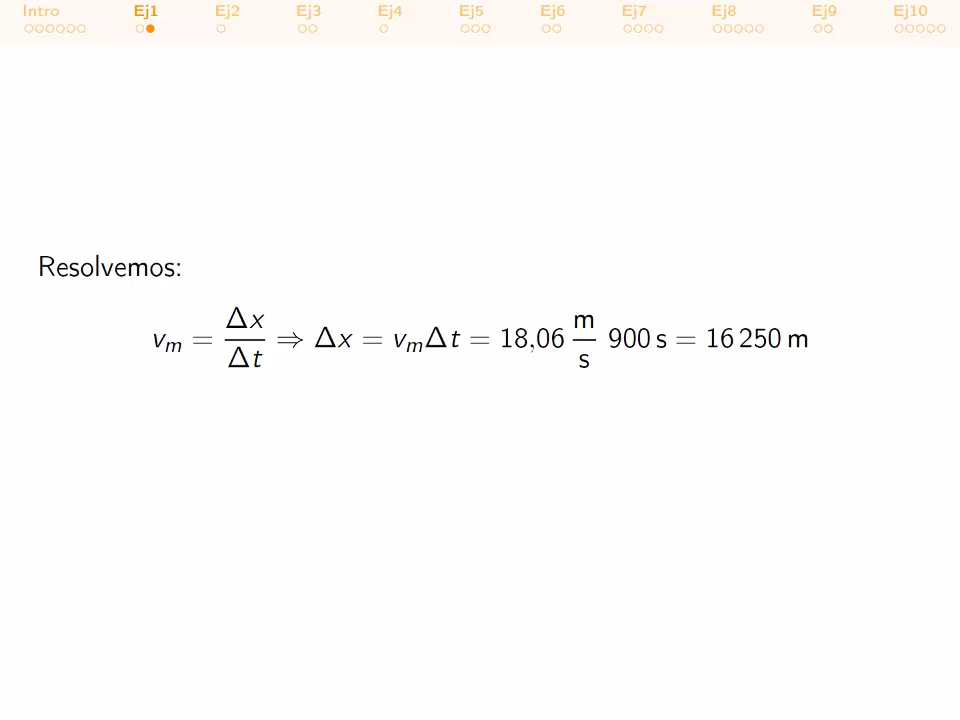 Intro Ej1 Ej2 Ej3 Ej4 Ej5 Ej6 Ej7 Ej8 Ej9 Ej10
Resolvemos:
v_m = Δx/Δt ⇒ Δx = v_mΔt = 18,06 m/s 900 s = 16 250 m